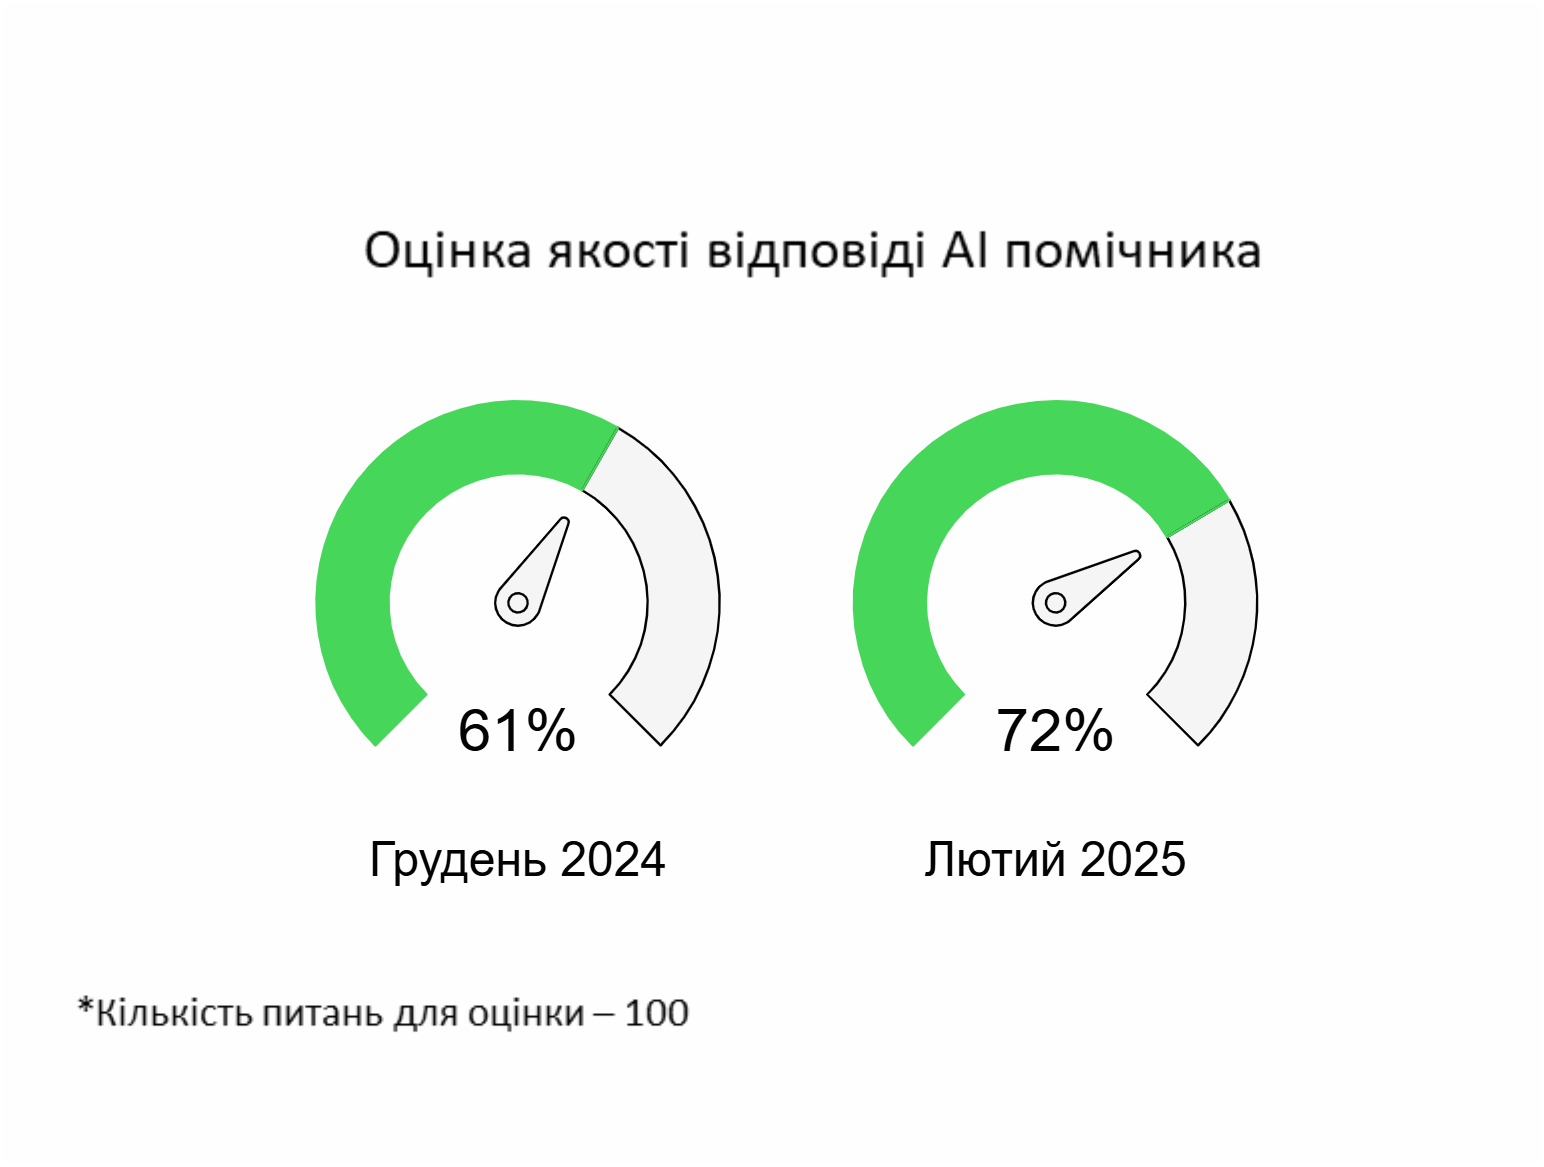 Оцінка якості відповіді AI помічника
61%
72%
Грудень 2024
Лютий 2025
*Кількість питань для оцінки – 100